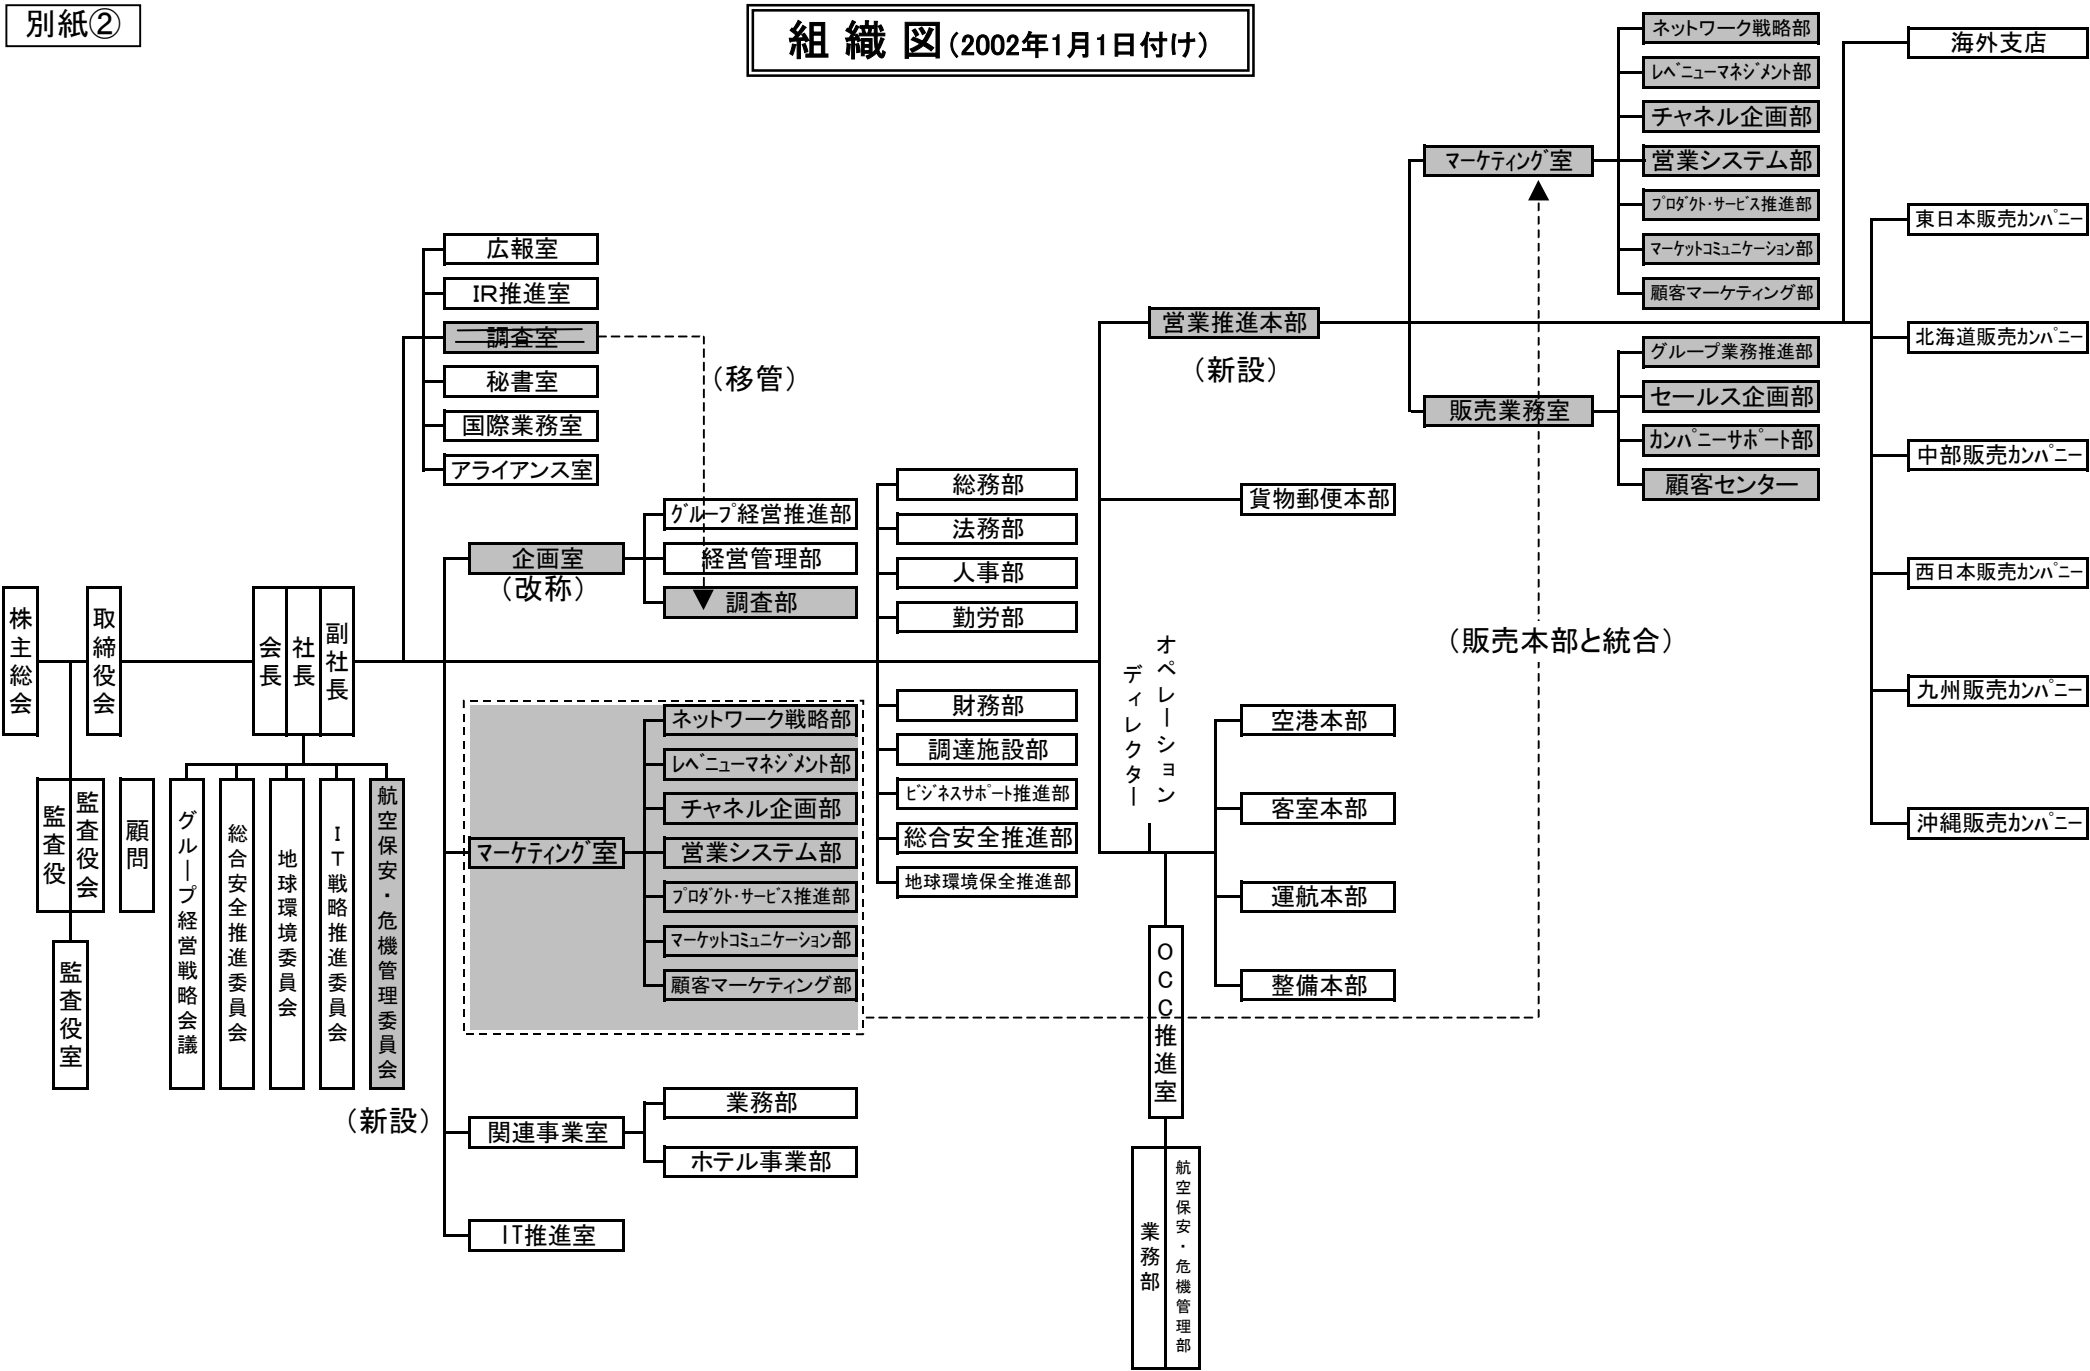 別紙②
組 織 図(2002年1月1日付け)
株主総会
取締役会
監査役
監査役会
監査役室
顧問
会長
社長
副社長
グループ経営戦略会議
総合安全推進委員会
地球環境委員会
IT戦略推進委員会
航空保安・危機管理委員会
(新設)
広報室
IR推進室
調査室
秘書室
国際業務室
アライアンス室
(移管)
企画室
(改称)
グループ経営推進部
経営管理部
調査部
マーケティング室
ネットワーク戦略部
レベニューマネジメント部
チャネル企画部
営業システム部
プロダクト・サービス推進部
マーケットコミュニケーション部
顧客マーケティング部
関連事業室
業務部
ホテル事業部
IT推進室
総務部
法務部
人事部
勤労部
財務部
調達施設部
ビジネスサポート推進部
総合安全推進部
地球環境保全推進部
営業推進本部
(新設)
貨物郵便本部
オペレーション
ディレクター
空港本部
客室本部
運航本部
整備本部
OCC推進室
業務部
航空保安・危機管理部
マーケティング室
ネットワーク戦略部
レベニューマネジメント部
チャネル企画部
営業システム部
プロダクト・サービス推進部
マーケットコミュニケーション部
顧客マーケティング部
販売業務室
グループ業務推進部
セールス企画部
カンパニーサポート部
顧客センター
(販売本部と統合)
海外支店
東日本販売カンパニー
北海道販売カンパニー
中部販売カンパニー
西日本販売カンパニー
九州販売カンパニー
沖縄販売カンパニー